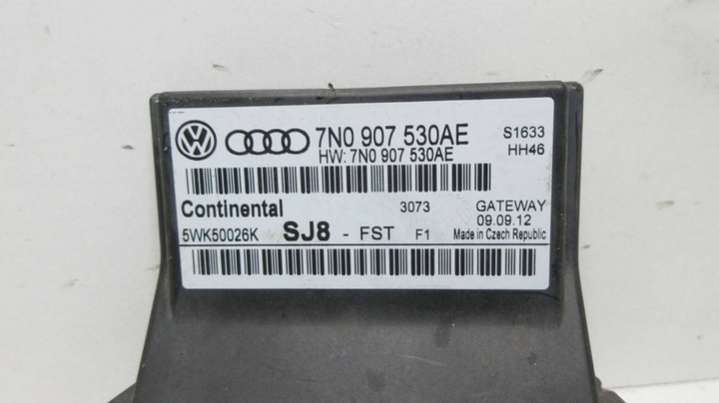 7N0 907 530AE S1633
HW: 7N0 907 530AE HH46
Continental 3073 GATEWAY
09.09.12
5WK50026K SJ8 - FST F1 Made in Czech Republic